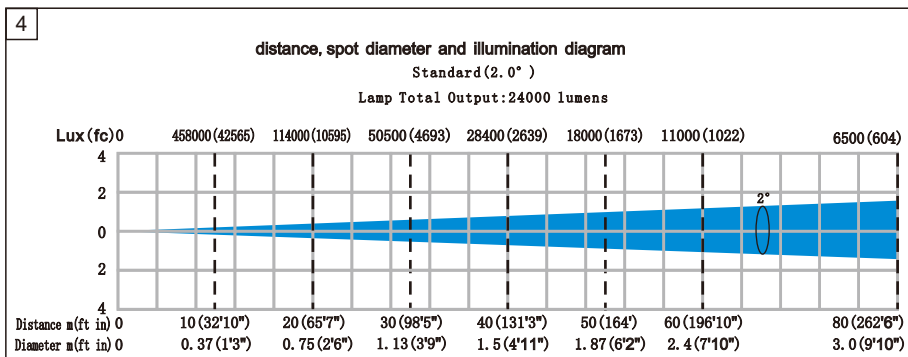 4
distance, spot diameter and illumination diagram
Standard(2.0° )
Lamp Total Output:24000 lumens
Lux(fc) 0 458000(42565) 114000(10595) 50500(4693) 28400(2639) 18000(1673) 11000(1022) 6500(604)
4
2
2°
0
2
4
Distance m(ft in) 0 10(32'10") 20(65'7") 30(98'5") 40(131'3") 50(164') 60(196'10") 80(262'6")
Diameter m(ft in) 0 0.37(1'3") 0.75(2'6") 1.13(3'9") 1.5(4'11") 1.87(6'2") 2.4(7'10") 3.0(9'10")